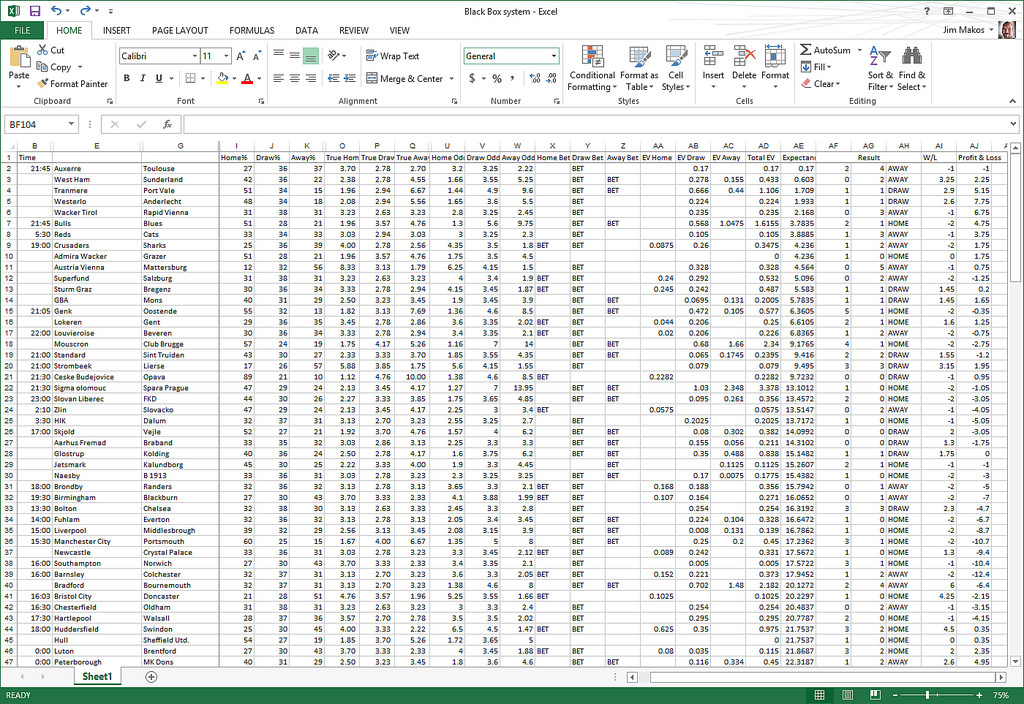 Black Box system - Excel
FILE HOME INSERT PAGE LAYOUT FORMULAS DATA REVIEW VIEW Jim Makos
Cut
Copy
Format Painter
Paste
Clipboard
Calibri 11
B I U
Font
Wrap Text
Merge & Center
Alignment
General
$ % ,
Number
Conditional Formatting Format as Table Cell Styles
Styles
Insert Delete Format
Cells
AutoSum
Fill
Clear
Sort & Filter Find & Select
Editing
BF104 fx
B E G I J K O P Q U V W X Y Z AA AB AC AD AE AF AG AH AI AJ
1 Time Home% Draw% Away% True Hom True Drav True Away Home Odd Draw Odd Away Odd Home Bet Draw Bet Away Bet EV Home EV Draw EV Away Total EV Expectanc Result W/L Profit & Loss
2 21:45 Auxerre Toulouse 27 36 37 3.70 2.78 2.70 3.2 3.25 2.22 BET 0.17 0.17 0.17 2 4 AWAY -1 -1
3 West Ham Sunderland 42 36 22 2.38 2.78 4.55 1.66 3.55 5.25 BET BET 0.278 0.155 0.433 0.603 2 2 AWAY 3.25 2.25
4 Tranmere Port Vale 51 34 15 1.96 2.94 6.67 1.44 4.9 9.6 BET BET 0.666 0.44 1.106 1.709 1 1 DRAW 2.9 5.15
5 Westerlo Anderlecht 48 34 18 2.08 2.94 5.56 1.65 3.6 5.5 BET 0.224 0.224 1.933 1 1 DRAW 2.6 7.75
6 Wacker Tirol Rapid Vienna 31 38 31 3.23 2.63 3.23 2.8 3.25 2.45 BET 0.235 0.235 2.168 0 3 AWAY -1 6.75
7 21:45 Bulls Blues 51 28 21 1.96 3.57 4.76 1.3 5.6 9.75 BET BET 0.568 1.0475 1.6155 3.7835 2 1 HOME -2 4.75
8 5:30 Reds Cats 33 34 33 3.03 2.94 3.03 3 3.25 2.3 BET 0.105 0.105 3.8885 1 3 AWAY -1 3.75
9 19:00 Crusaders Sharks 25 36 39 4.00 2.78 2.56 4.35 3.5 1.8 BET BET 0.0875 0.26 0.3475 4.236 1 2 AWAY -2 1.75
10 Admira Wacker Grazer 51 28 21 1.96 3.57 4.76 1.75 3.5 4.5 0 4.236 1 0 HOME 0 1.75
11 Austria Vienna Mattersburg 12 32 56 8.33 3.13 1.79 6.25 4.15 1.5 BET 0.328 0.328 4.564 0 5 AWAY -1 0.75
12 Superfund Salzburg 31 38 31 3.23 2.63 3.23 4 3.4 1.9 BET BET 0.24 0.292 0.532 5.096 0 2 AWAY -2 -1.25
13 Sturm Graz Bregenz 30 36 34 3.33 2.78 2.94 4.15 3.45 1.87 BET BET 0.245 0.242 0.487 5.583 1 1 DRAW 1.45 0.2
14 GBA Mons 40 31 29 2.50 3.23 3.45 1.9 3.45 3.9 BET BET 0.0695 0.131 0.2005 5.7835 1 1 DRAW 1.45 1.65
15 21:05 Genk Oostende 55 32 13 1.82 3.13 7.69 1.36 4.6 8.5 BET BET 0.472 0.105 0.577 6.3605 5 1 HOME -2 -0.35
16 Lokeren Gent 29 36 35 3.45 2.78 2.86 3.6 3.35 2.02 BET BET 0.044 0.206 0.25 6.6105 2 1 HOME 1.6 1.25
17 22:00 Louvieroise Beveren 30 36 34 3.33 2.78 2.94 3.4 3.35 2.1 BET BET 0.02 0.206 0.226 6.8365 1 2 AWAY -2 -0.75
18 Mouscron Club Brugge 57 24 19 1.75 4.17 5.26 1.16 7 14 BET BET 0.68 1.66 2.34 9.1765 4 1 HOME -2 -2.75
19 21:00 Standard Sint Truiden 43 30 27 2.33 3.33 3.70 1.85 3.55 4.35 BET BET 0.065 0.1745 0.2395 9.416 2 2 DRAW 1.55 -1.2
20 21:00 Strombeek Lierse 17 26 57 5.88 3.85 1.75 5.6 4.15 1.55 BET 0.079 0.079 9.495 3 3 DRAW 3.15 1.95
21 21:30 Ceske Budejovice Opava 89 21 10 1.12 4.76 10.00 1.38 4.6 8.5 BET 0.2282 0.2282 9.7232 0 0 DRAW -1 0.95
22 21:30 Sigma olomouc Spara Prague 47 29 24 2.13 3.45 4.17 1.27 7 13.95 BET BET 1.03 2.348 3.378 13.1012 1 0 HOME -2 -1.05
23 23:00 Slovan Liberec FKD 44 30 26 2.27 3.33 3.85 1.75 3.65 4.85 BET BET 0.095 0.261 0.356 13.4572 2 0 HOME -2 -3.05
24 2:10 Zlin Slovacko 47 29 24 2.13 3.45 4.17 2.25 3 3.4 BET 0.0575 0.0575 13.5147 0 2 AWAY -1 -4.05
25 3:30 HIK Dalum 32 37 31 3.13 2.70 3.23 2.55 3.25 2.7 BET 0.2025 0.2025 13.7172 1 0 HOME -1 -5.05
26 17:00 Skjold Vejle 52 27 21 1.92 3.70 4.76 1.57 4 6.2 BET BET 0.08 0.302 0.382 14.0992 0 0 DRAW 2 -3.05
27 Aarhus Fremad Braband 33 35 32 3.03 2.86 3.13 2.25 3.3 3.3 BET BET 0.155 0.056 0.211 14.3102 0 0 DRAW 1.3 -1.75
28 Glostrup Kolding 40 36 24 2.50 2.78 4.17 1.6 3.75 6.2 BET BET 0.35 0.488 0.838 15.1482 1 1 DRAW 1.75 0
29 Jetsmark Kalundborg 45 30 25 2.22 3.33 4.00 1.9 3.3 4.45 BET 0.1125 0.1125 15.2607 2 1 HOME -1 -1
30 Naesby B 1913 33 36 31 3.03 2.78 3.23 2.3 3.25 3.25 BET BET 0.17 0.0075 0.1775 15.4382 1 0 HOME -2 -3
31 18:00 Brondby Randers 32 36 32 3.13 2.78 3.13 3.65 3.3 2.1 BET BET 0.168 0.188 0.356 15.7942 0 1 AWAY -2 -5
32 19:30 Birmingham Blackburn 27 30 43 3.70 3.33 2.33 4.1 3.88 1.99 BET BET 0.107 0.164 0.271 16.0652 0 1 AWAY -2 -7
33 13:30 Bolton Chelsea 32 38 30 3.13 2.63 3.33 2.45 3.3 2.8 BET 0.254 0.254 16.3192 3 3 DRAW 2.3 -4.7
34 14:00 Fuhlam Everton 32 36 32 3.13 2.78 3.13 2.05 3.4 3.45 BET BET 0.224 0.104 0.328 16.6472 1 0 HOME -2 -6.7
35 15:00 Liverpool Middlesbrough 39 32 29 2.56 3.13 3.45 2.08 3.15 3.9 BET BET 0.008 0.131 0.139 16.7862 1 0 HOME -2 -8.7
36 15:30 Manchester City Portsmouth 60 25 15 1.67 4.00 6.67 1.35 5 8 BET BET 0.25 0.2 0.45 17.2362 3 1 HOME -2 -10.7
37 Newcastle Crystal Palace 33 36 31 3.03 2.78 3.23 3.3 3.45 2.12 BET BET 0.089 0.242 0.331 17.5672 1 0 HOME 1.3 -9.4
38 16:00 Southampton Norwich 27 30 43 3.70 3.33 2.33 3.4 3.35 2.1 BET 0.005 0.005 17.5722 3 1 HOME -1 -10.4
39 16:00 Barnsley Colchester 32 37 31 3.13 2.70 3.23 3.6 3.3 2.05 BET BET 0.152 0.221 0.373 17.9452 1 2 AWAY -2 -12.4
40 Bradford Bournemouth 32 37 31 3.13 2.70 3.23 1.38 4.6 8 BET BET 0.702 1.48 2.182 20.1272 2 4 AWAY 6 -6.4
41 16:03 Bristol City Doncaster 21 28 51 4.76 3.57 1.96 5.25 3.55 1.66 BET 0.1025 0.1025 20.2297 1 0 HOME 4.25 -2.15
42 16:30 Chesterfield Oldham 31 38 31 3.23 2.63 3.23 3 3.3 2.4 BET 0.254 0.254 20.4837 0 2 AWAY -1 -3.15
43 17:30 Hartlepool Walsall 28 37 36 3.57 2.70 2.78 3.5 3.5 2.02 BET 0.295 0.295 20.7787 2 0 HOME -1 -4.15
44 18:00 Huddersfield Swindon 25 30 45 4.00 3.33 2.22 6.5 4.5 1.47 BET BET 0.625 0.35 0.975 21.7537 3 0 HOME 4.5 0.35
45 Hull Sheffield Utd. 54 27 19 1.85 3.70 5.26 1.72 3.65 5 0 21.7537 1 0 HOME 0 0.35
46 0:00 Luton Brentford 27 30 43 3.70 3.33 2.33 4 3.45 1.88 BET BET 0.08 0.035 0.115 21.8687 3 2 HOME 2 2.35
47 0:00 Peterborough MK Dons 40 31 29 2.50 3.23 3.45 1.8 3.6 4.6 BET BET 0.116 0.334 0.45 22.3187 1 2 AWAY 2.6 4.95
Sheet1
READY 75%